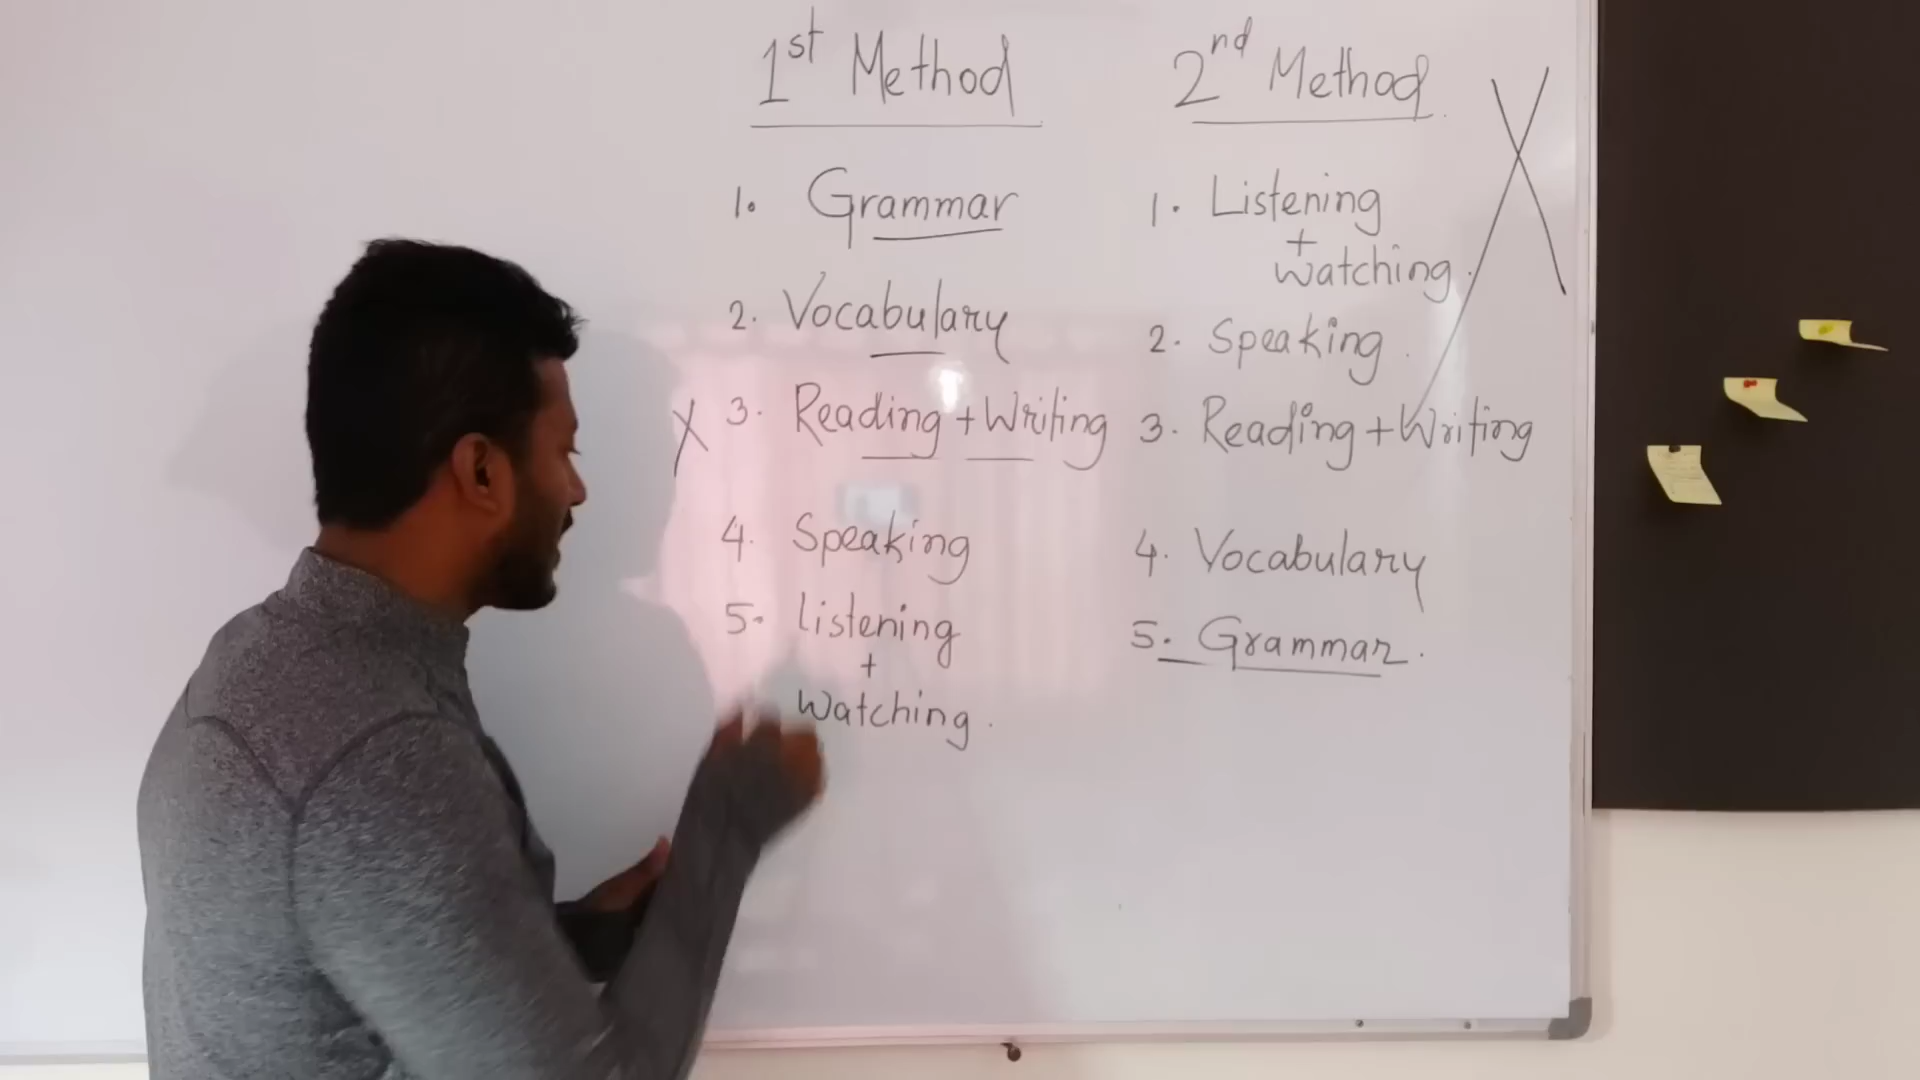 1st Method
1. Grammar
2. Vocabulary
X 3. Reading + Writing
4. Speaking
5. listening
+
Watching.
2nd Method.
1. Listening
+
Watching.
2. Speaking.
3. Reading + Writing
4. Vocabulary
5. Grammar.
X